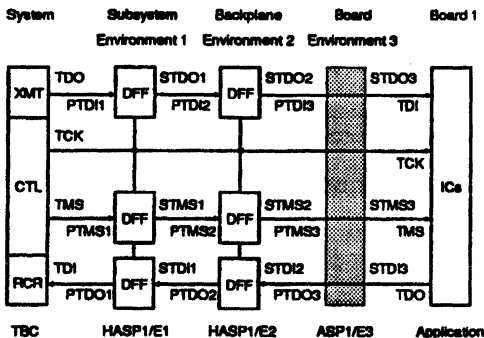 System Subsystem Backplane Board Board 1
Environment 1 Environment 2 Environment 3
TDO STDO1 STDO2 STDO3
XMT DFF DFF
PTDI1 PTDI2 PTDI3 TDI
TCK
TCK
CTL ICs
TMS STMS1 STMS2 STMS3
DFF DFF
PTMS1 PTMS2 PTMS3 TMS
TDI STDI1 STDI2 STDI3
RCR DFF DFF
PTDO1 PTDO2 PTDO3 TDO
TBC HASP1/E1 HASP1/E2 ASP1/E3 Application